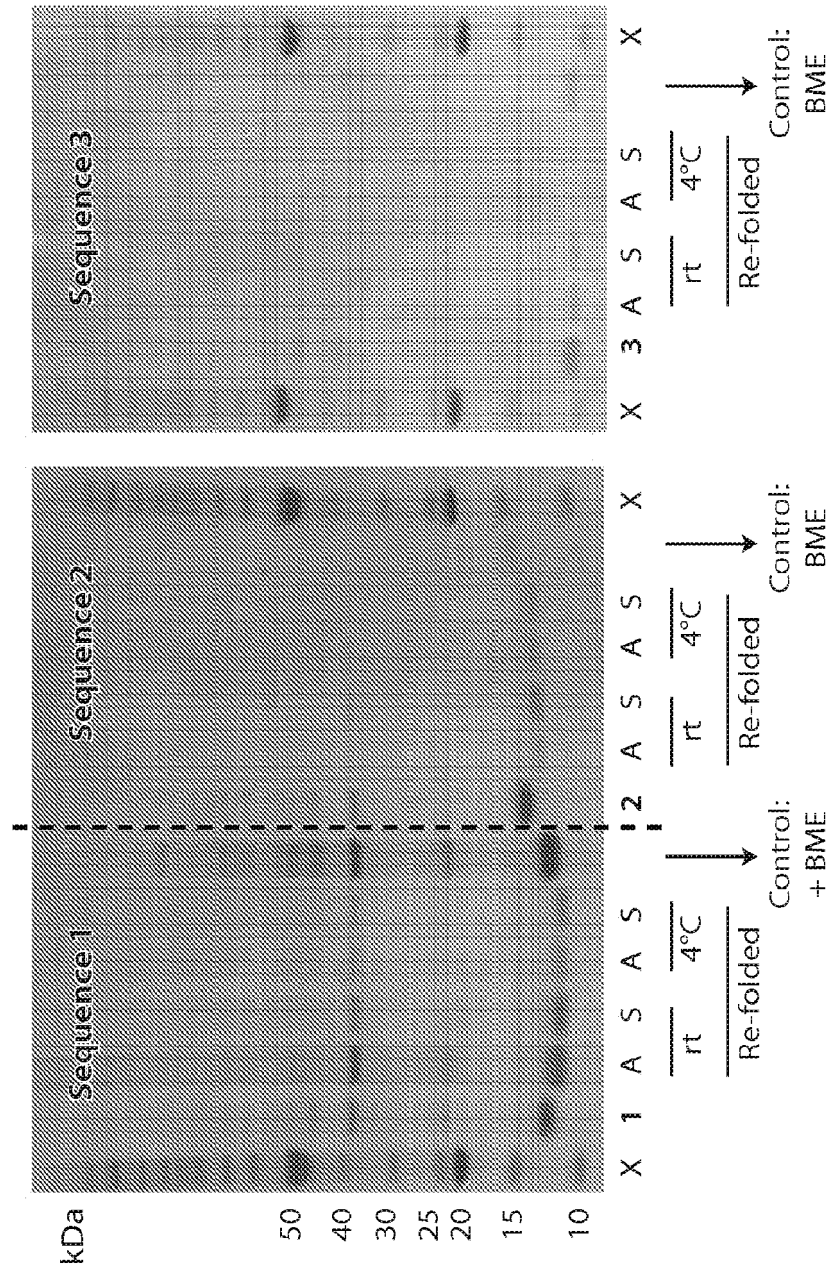 kDa
50
40
30
25
20
15
10
Sequence 1
Sequence 2
Sequence 3
X 1 A S A S 2 A S A S X
X 3 A S A S X
rt 4°C
Re-folded
Control:
+ BME
rt 4°C
Re-folded
Control:
BME
rt 4°C
Re-folded
Control:
BME